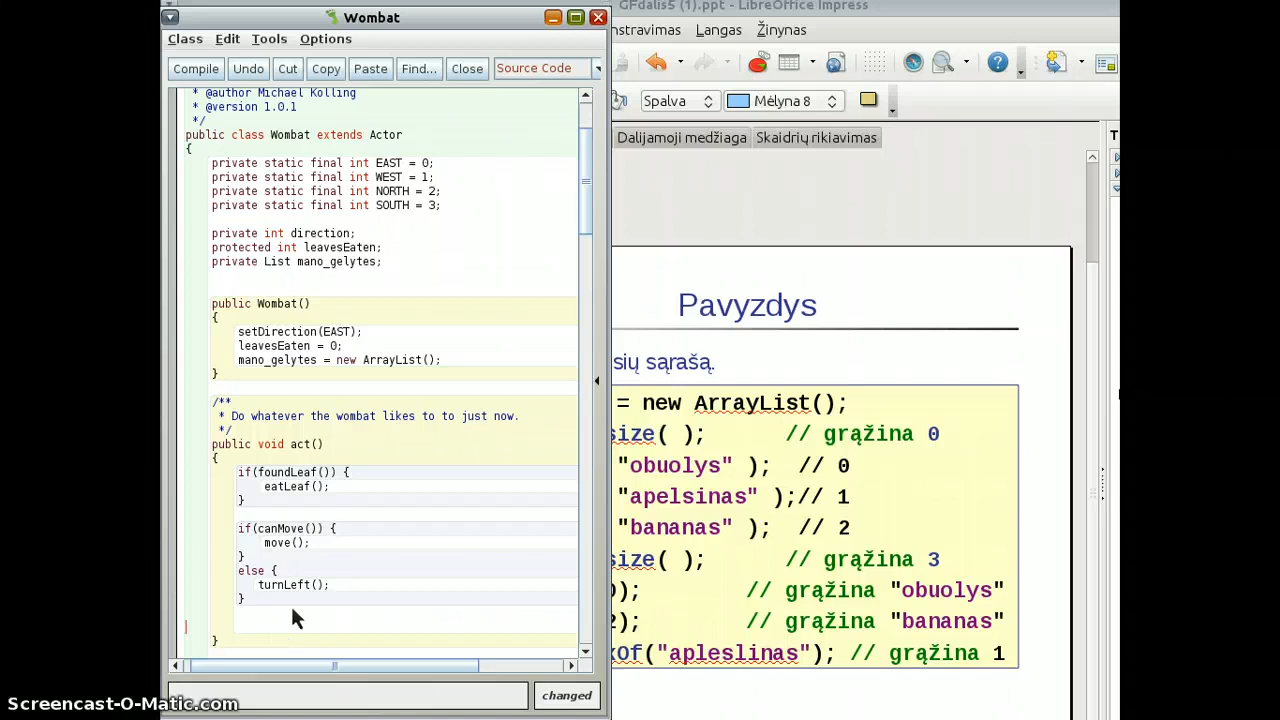 Wombat
Class Edit Tools Options
Compile Undo Cut Copy Paste Find... Close Source Code
* @author Michael Kolling
* @version 1.0.1
*/
public class Wombat extends Actor
{
private static final int EAST = 0;
private static final int WEST = 1;
private static final int NORTH = 2;
private static final int SOUTH = 3;
private int direction;
protected int leavesEaten;
private List mano_gelytes;
public Wombat()
{
setDirection(EAST);
leavesEaten = 0;
mano_gelytes = new ArrayList();
}
/**
* Do whatever the wombat likes to to just now.
*/
public void act()
{
if(foundLeaf()) {
eatLeaf();
}
if(canMove()) {
move();
}
else {
turnLeft();
}
}
changed
GFdalis5 (1).ppt - LibreOffice Impress
nstravimas Langas Žinynas
Spalva Mėlyna 8
Dalijamoji medžiaga Skaidrių rikiavimas
T
Pavyzdys
sių sąrašą.
= new ArrayList();
size( ); // grąžina 0
"obuolys" ); // 0
"apelsinas" );// 1
"bananas" ); // 2
size( ); // grąžina 3
); // grąžina "obuolys"
2); // grąžina "bananas"
xOf("apleslinas"); // grąžina 1
Screencast-O-Matic.com